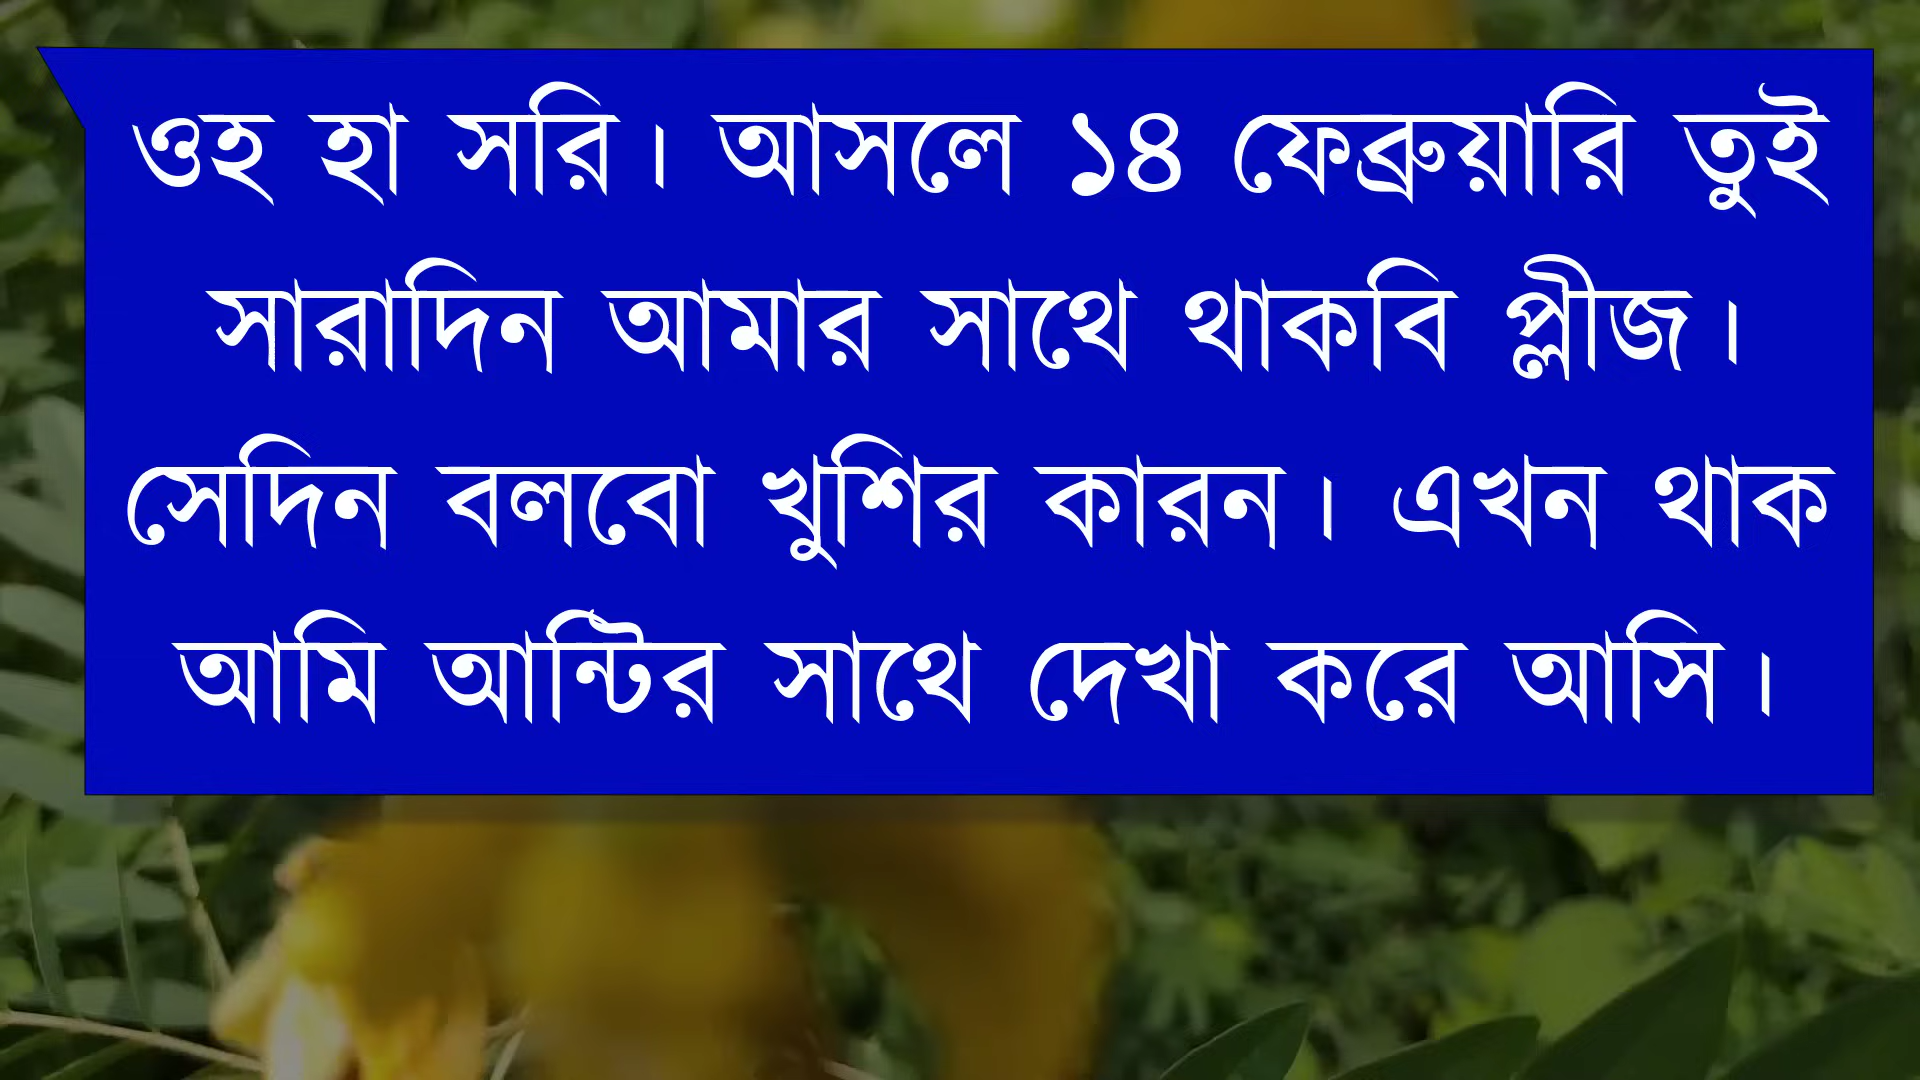 ওহ হা সরি। আসলে ১৪ ফেব্রুয়ারি তুই
সারাদিন আমার সাথে থাকবি প্লীজ।
সেদিন বলবো খুশির কারন। এখন থাক
আমি আন্টির সাথে দেখা করে আসি।